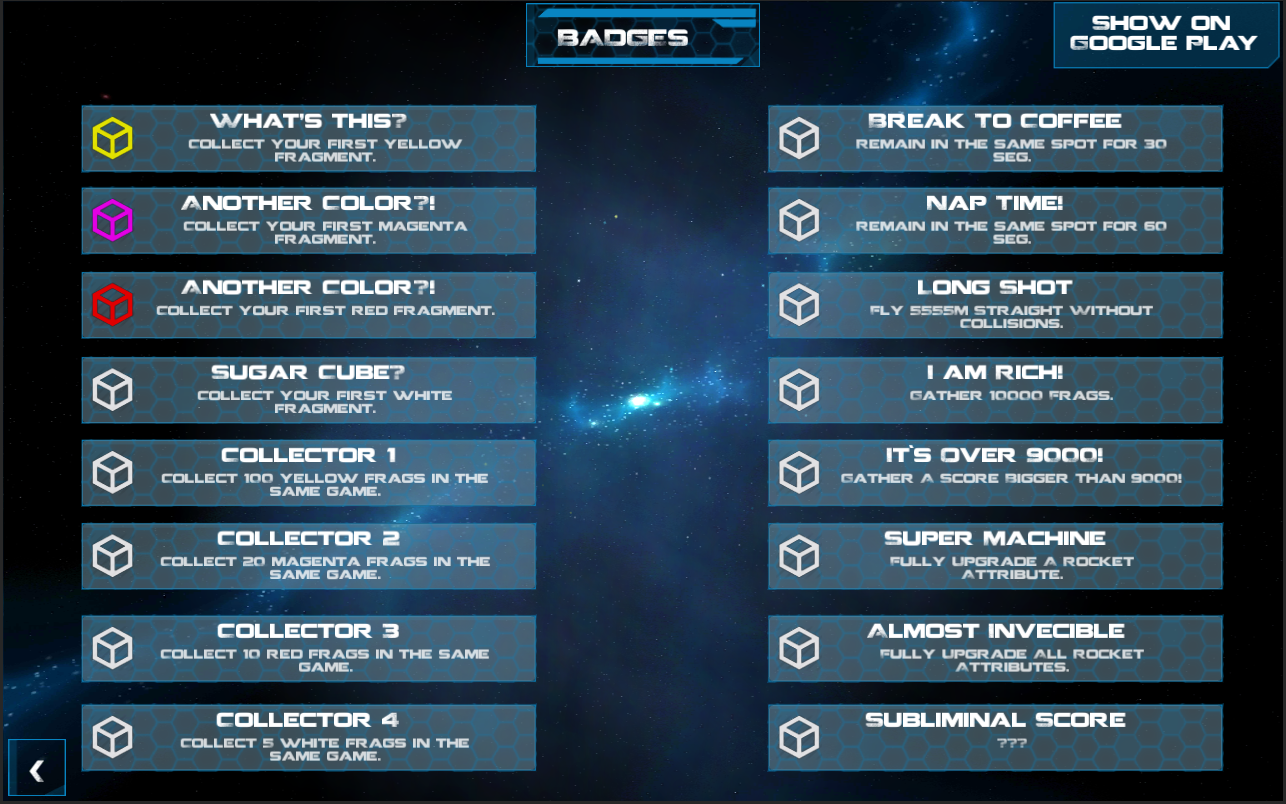 BADGES
SHOW ON
GOOGLE PLAY
WHAT'S THIS?
COLLECT YOUR FIRST YELLOW
FRAGMENT.
ANOTHER COLOR?!
COLLECT YOUR FIRST MAGENTA
FRAGMENT.
ANOTHER COLOR?!
COLLECT YOUR FIRST RED FRAGMENT.
SUGAR CUBE?
COLLECT YOUR FIRST WHITE
FRAGMENT.
COLLECTOR 1
COLLECT 100 YELLOW FRAGS IN THE
SAME GAME.
COLLECTOR 2
COLLECT 20 MAGENTA FRAGS IN THE
SAME GAME.
COLLECTOR 3
COLLECT 10 RED FRAGS IN THE SAME
GAME.
COLLECTOR 4
COLLECT 5 WHITE FRAGS IN THE
SAME GAME.
BREAK TO COFFEE
REMAIN IN THE SAME SPOT FOR 30
SEG.
NAP TIME!
REMAIN IN THE SAME SPOT FOR 60
SEG.
LONG SHOT
FLY 5555M STRAIGHT WITHOUT
COLLISIONS.
I AM RICH!
GATHER 10000 FRAGS.
IT`S OVER 9000!
GATHER A SCORE BIGGER THAN 9000!
SUPER MACHINE
FULLY UPGRADE A ROCKET
ATTRIBUTE.
ALMOST INVECIBLE
FULLY UPGRADE ALL ROCKET
ATTRIBUTES.
SUBLIMINAL SCORE
???